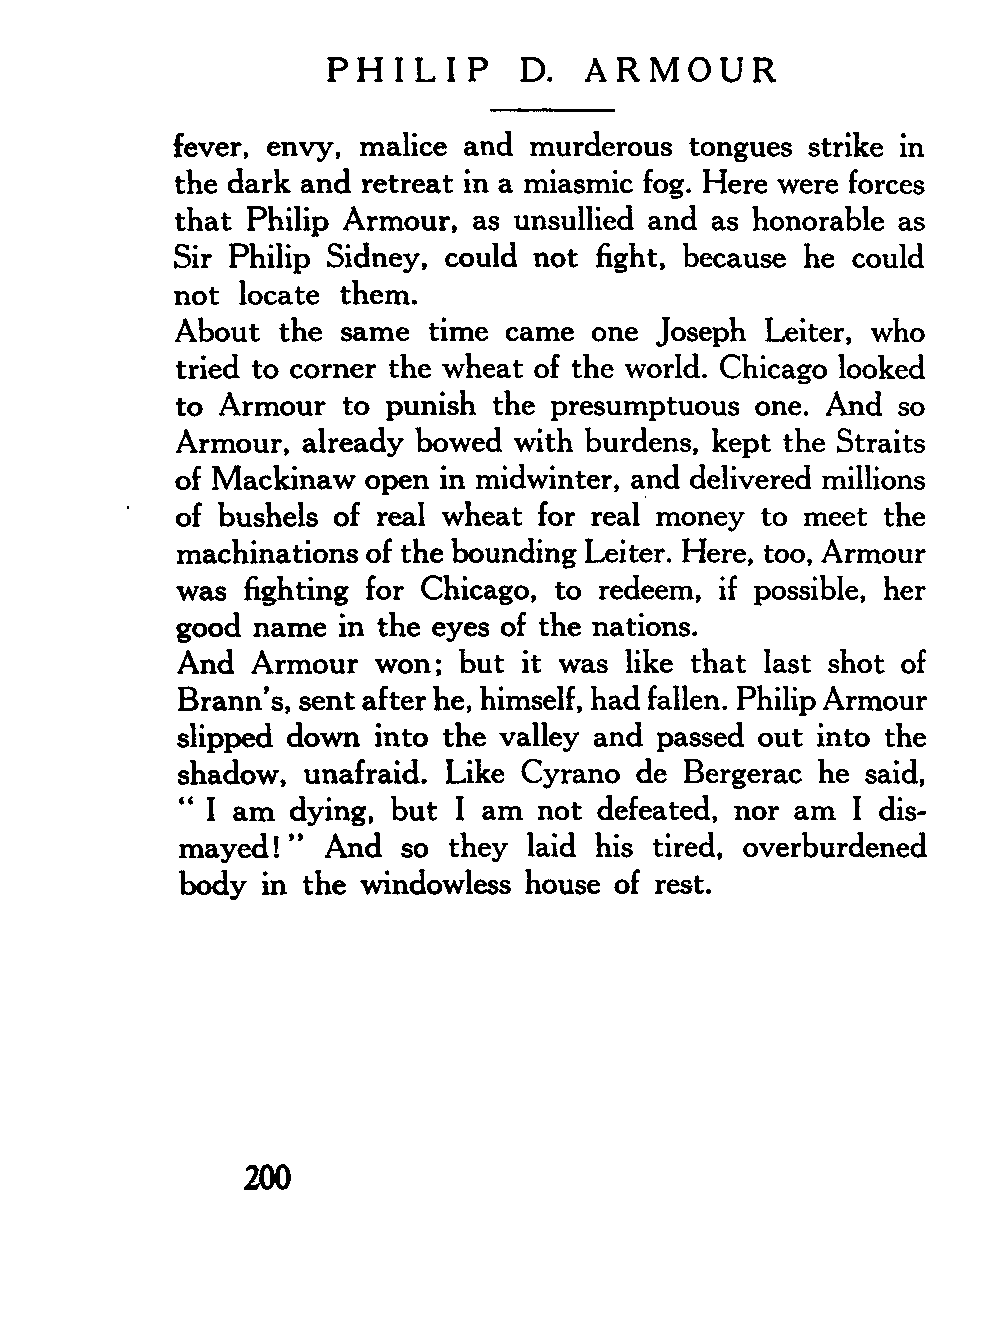 PHILIP D. ARMOUR
fever, envy, malice and murderous tongues strike in
the dark and retreat in a miasmic fog. Here were forces
that Philip Armour, as unsullied and as honorable as
Sir Philip Sidney, could not fight, because he could
not locate them.
About the same time came one Joseph Leiter, who
tried to corner the wheat of the world. Chicago looked
to Armour to punish the presumptuous one. And so
Armour, already bowed with burdens, kept the Straits
of Mackinaw open in midwinter, and delivered millions
of bushels of real wheat for real money to meet the
machinations of the bounding Leiter. Here, too, Armour
was fighting for Chicago, to redeem, if possible, her
good name in the eyes of the nations.
And Armour won; but it was like that last shot of
Brann's, sent after he, himself, had fallen. Philip Armour
slipped down into the valley and passed out into the
shadow, unafraid. Like Cyrano de Bergerac he said,
" I am dying, but I am not defeated, nor am I dis-
mayed! " And so they laid his tired, overburdened
body in the windowless house of rest.
200